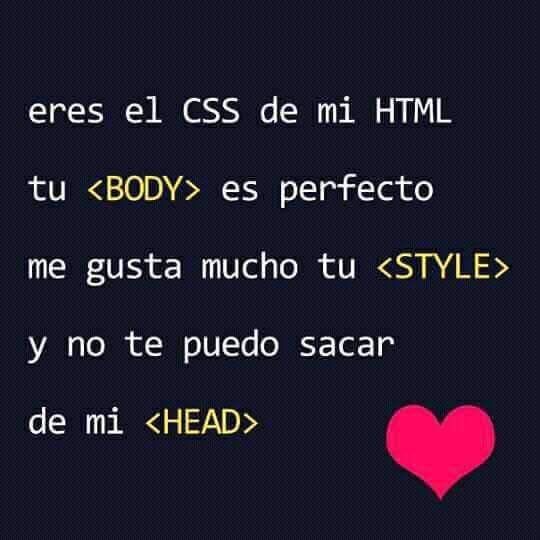 eres el CSS de mi HTML
tu <BODY> es perfecto
me gusta mucho tu <STYLE>
y no te puedo sacar
de mi <HEAD>